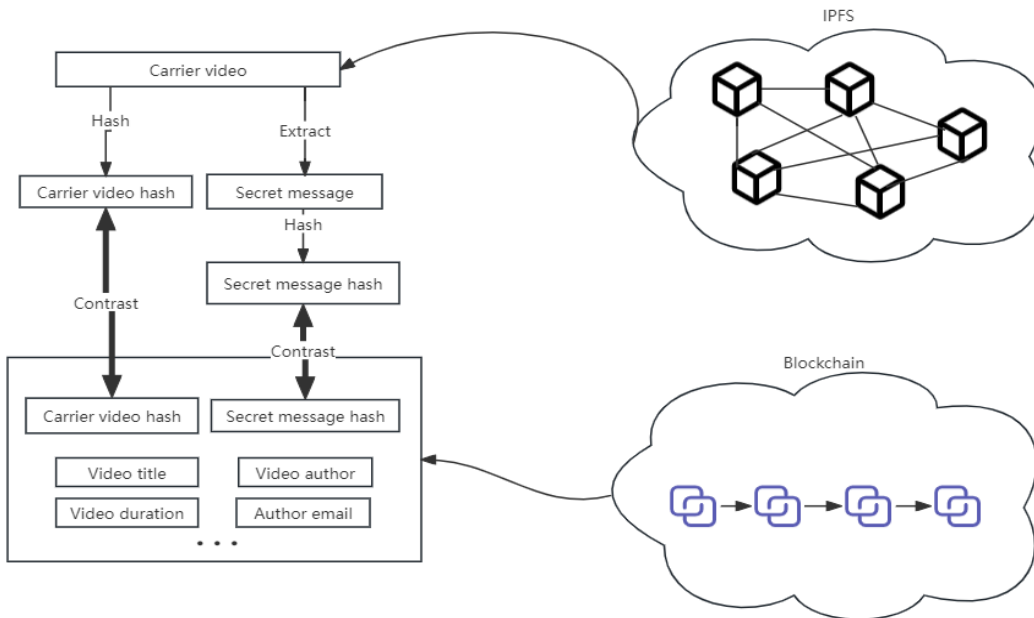 IPFS
Carrier video
Hash
Extract
Carrier video hash
Secret message
Hash
Secret message hash
Contrast
Contrast
Blockchain
Carrier video hash
Secret message hash
Video title
Video author
Video duration
Author email
• • •